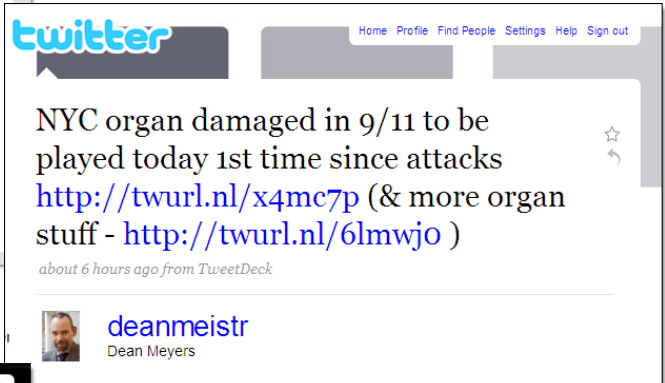 twitter
Home Profile Find People Settings Help Sign out
NYC organ damaged in 9/11 to be
played today 1st time since attacks
http://twurl.nl/x4mc7p (& more organ
stuff - http://twurl.nl/6lmwj0 )
about 6 hours ago from TweetDeck
deanmeistr
Dean Meyers